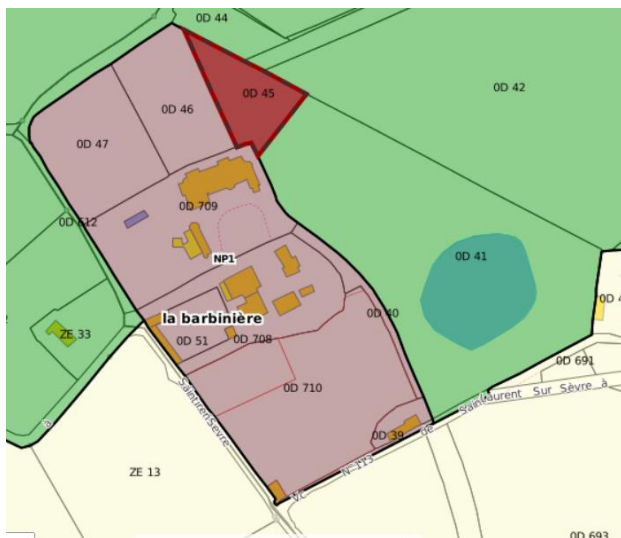 0D 44
0D 45
0D 42
0D 46
0D 47
0D 709
0D 612
NP1
0D 41
la barbinière
0D 40
ZE 33
0D 51
0D 708
0D 691
0D 710
0D 39
ZE 13
VC N 113 de Saint Laurent Sur Sèvre à
0D 693